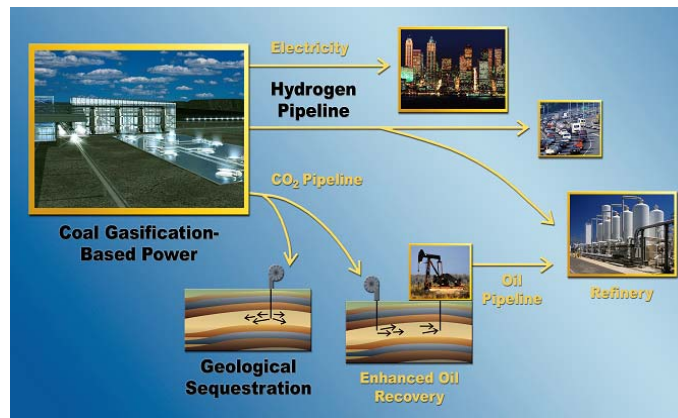 Electricity
Hydrogen
Pipeline
CO₂ Pipeline
Coal Gasification-
Based Power
Oil
Pipeline
Refinery
Geological
Sequestration
Enhanced Oil
Recovery